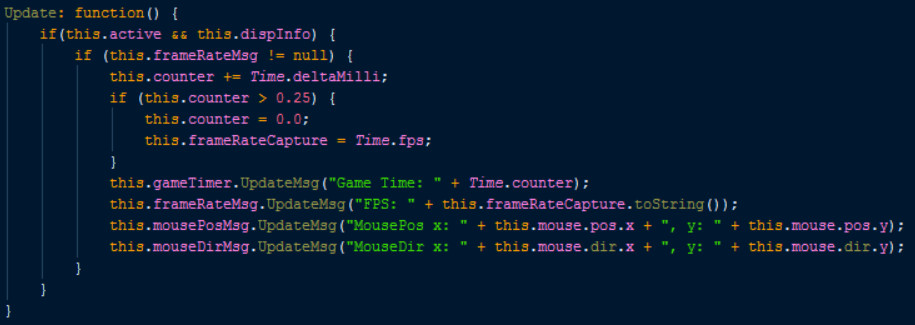 Update: function() {
if(this.active && this.dispInfo) {
if (this.frameRateMsg != null) {
this.counter += Time.deltaMilli;
if (this.counter > 0.25) {
this.counter = 0.0;
this.frameRateCapture = Time.fps;
}
this.gameTimer.UpdateMsg("Game Time: " + Time.counter);
this.frameRateMsg.UpdateMsg("FPS: " + this.frameRateCapture.toString());
this.mousePosMsg.UpdateMsg("MousePos x: " + this.mouse.pos.x + ", y: " + this.mouse.pos.y);
this.mouseDirMsg.UpdateMsg("MouseDir x: " + this.mouse.dir.x + ", y: " + this.mouse.dir.y);
}
}
}